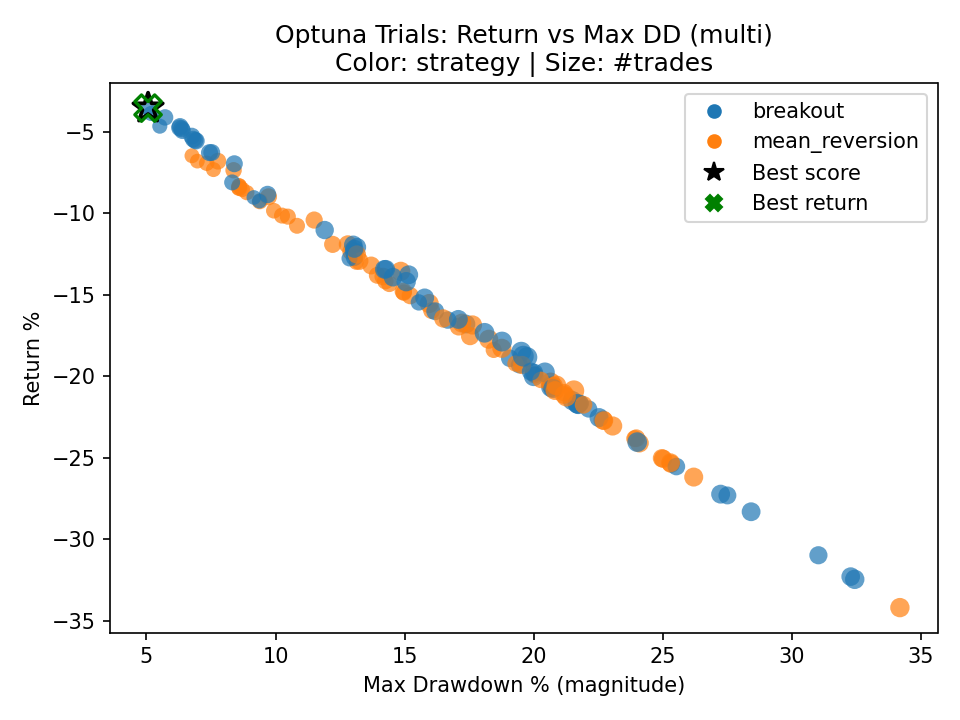 Optuna Trials: Return vs Max DD (multi)
Color: strategy | Size: #trades
breakout
mean_reversion
Best score
Best return
Return %
−5
−10
−15
−20
−25
−30
−35
5 10 15 20 25 30 35
Max Drawdown % (magnitude)